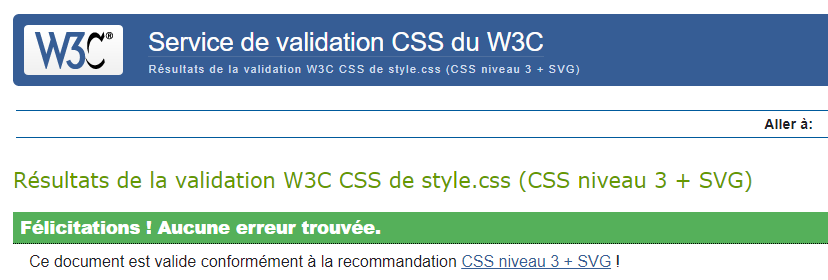 W3C®
Service de validation CSS du W3C
Résultats de la validation W3C CSS de style.css (CSS niveau 3 + SVG)
Aller à:
Résultats de la validation W3C CSS de style.css (CSS niveau 3 + SVG)
Félicitations ! Aucune erreur trouvée.
Ce document est valide conformément à la recommandation CSS niveau 3 + SVG !